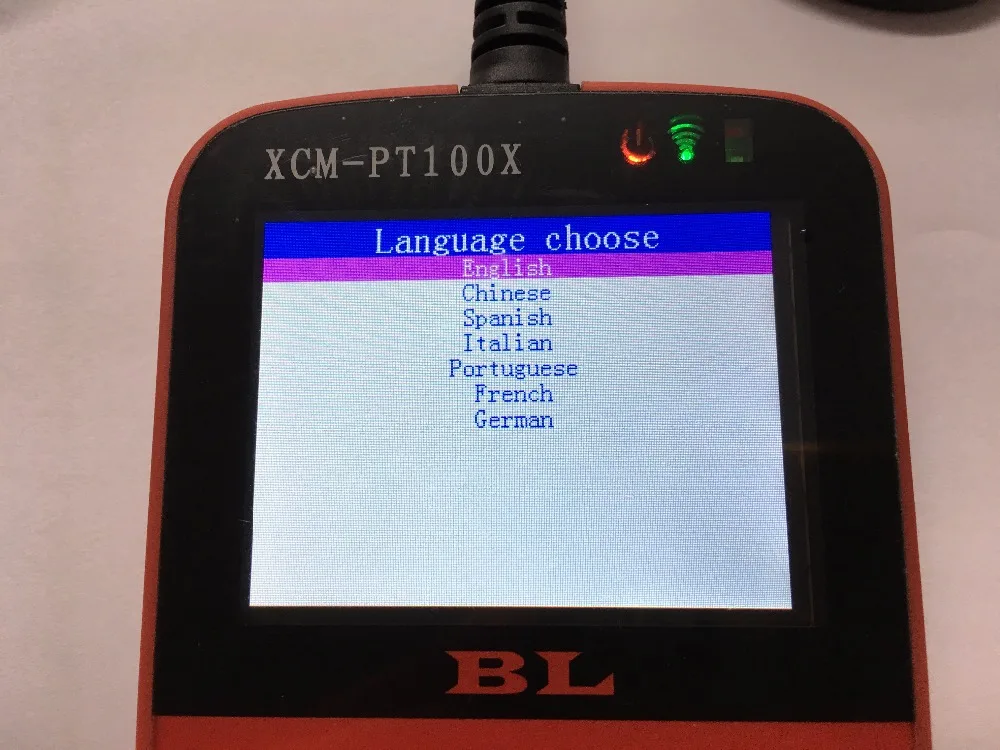 XCM-PT100X
Language choose
English
Chinese
Spanish
Italian
Portuguese
French
German
BL